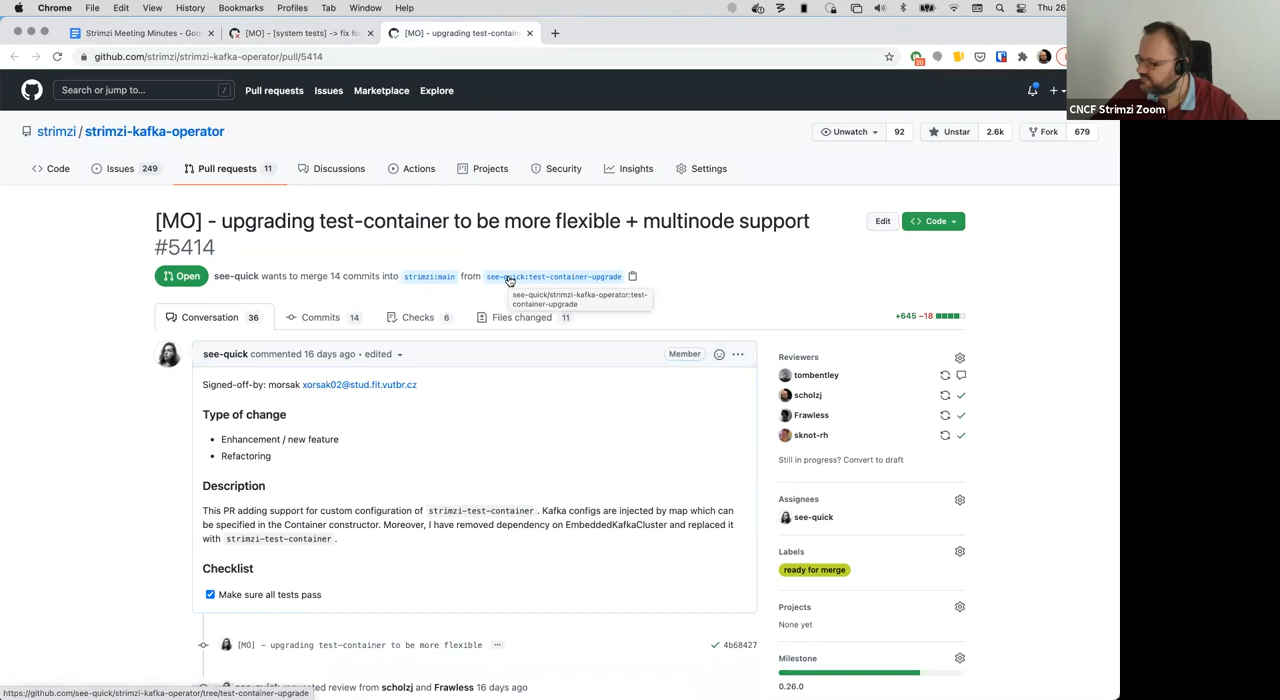 Chrome File Edit View History Bookmarks Profiles Tab Window Help Thu 26
Strimzi Meeting Minutes - Goo
[MO] - [system tests] -> fix fo
[MO] - upgrading test-contain
github.com/strimzi/strimzi-kafka-operator/pull/5414
20
CNCF Strimzi Zoom
Search or jump to... /
Pull requests Issues Marketplace Explore
strimzi / strimzi-kafka-operator
Unwatch 92 Unstar 2.6k Fork 679
Code Issues 249 Pull requests 11 Discussions Actions Projects Security Insights Settings
[MO] - upgrading test-container to be more flexible + multinode support
#5414
Edit Code
Open see-quick wants to merge 14 commits into strimzi:main from see-quick:test-container-upgrade
see-quick/strimzi-kafka-operator:test-
container-upgrade
Conversation 36 Commits 14 Checks 6 Files changed 11
+645 −18
see-quick commented 16 days ago • edited
Member
Signed-off-by: morsak xorsak02@stud.fit.vutbr.cz
Type of change
• Enhancement / new feature
• Refactoring
Description
This PR adding support for custom configuration of strimzi-test-container. Kafka configs are injected by map which can
be specified in the Container constructor. Moreover, I have removed dependency on EmbeddedKafkaCluster and replaced it
with strimzi-test-container.
Checklist
Make sure all tests pass
[MO] - upgrading test-container to be more flexible ... 4b68427
requested review from scholzj and Frawless 16 days ago
Reviewers
tombentley
scholzj
Frawless
sknot-rh
Still in progress? Convert to draft
Assignees
see-quick
Labels
ready for merge
Projects
None yet
Milestone
0.26.0
https://github.com/see-quick/strimzi-kafka-operator/tree/test-container-upgrade